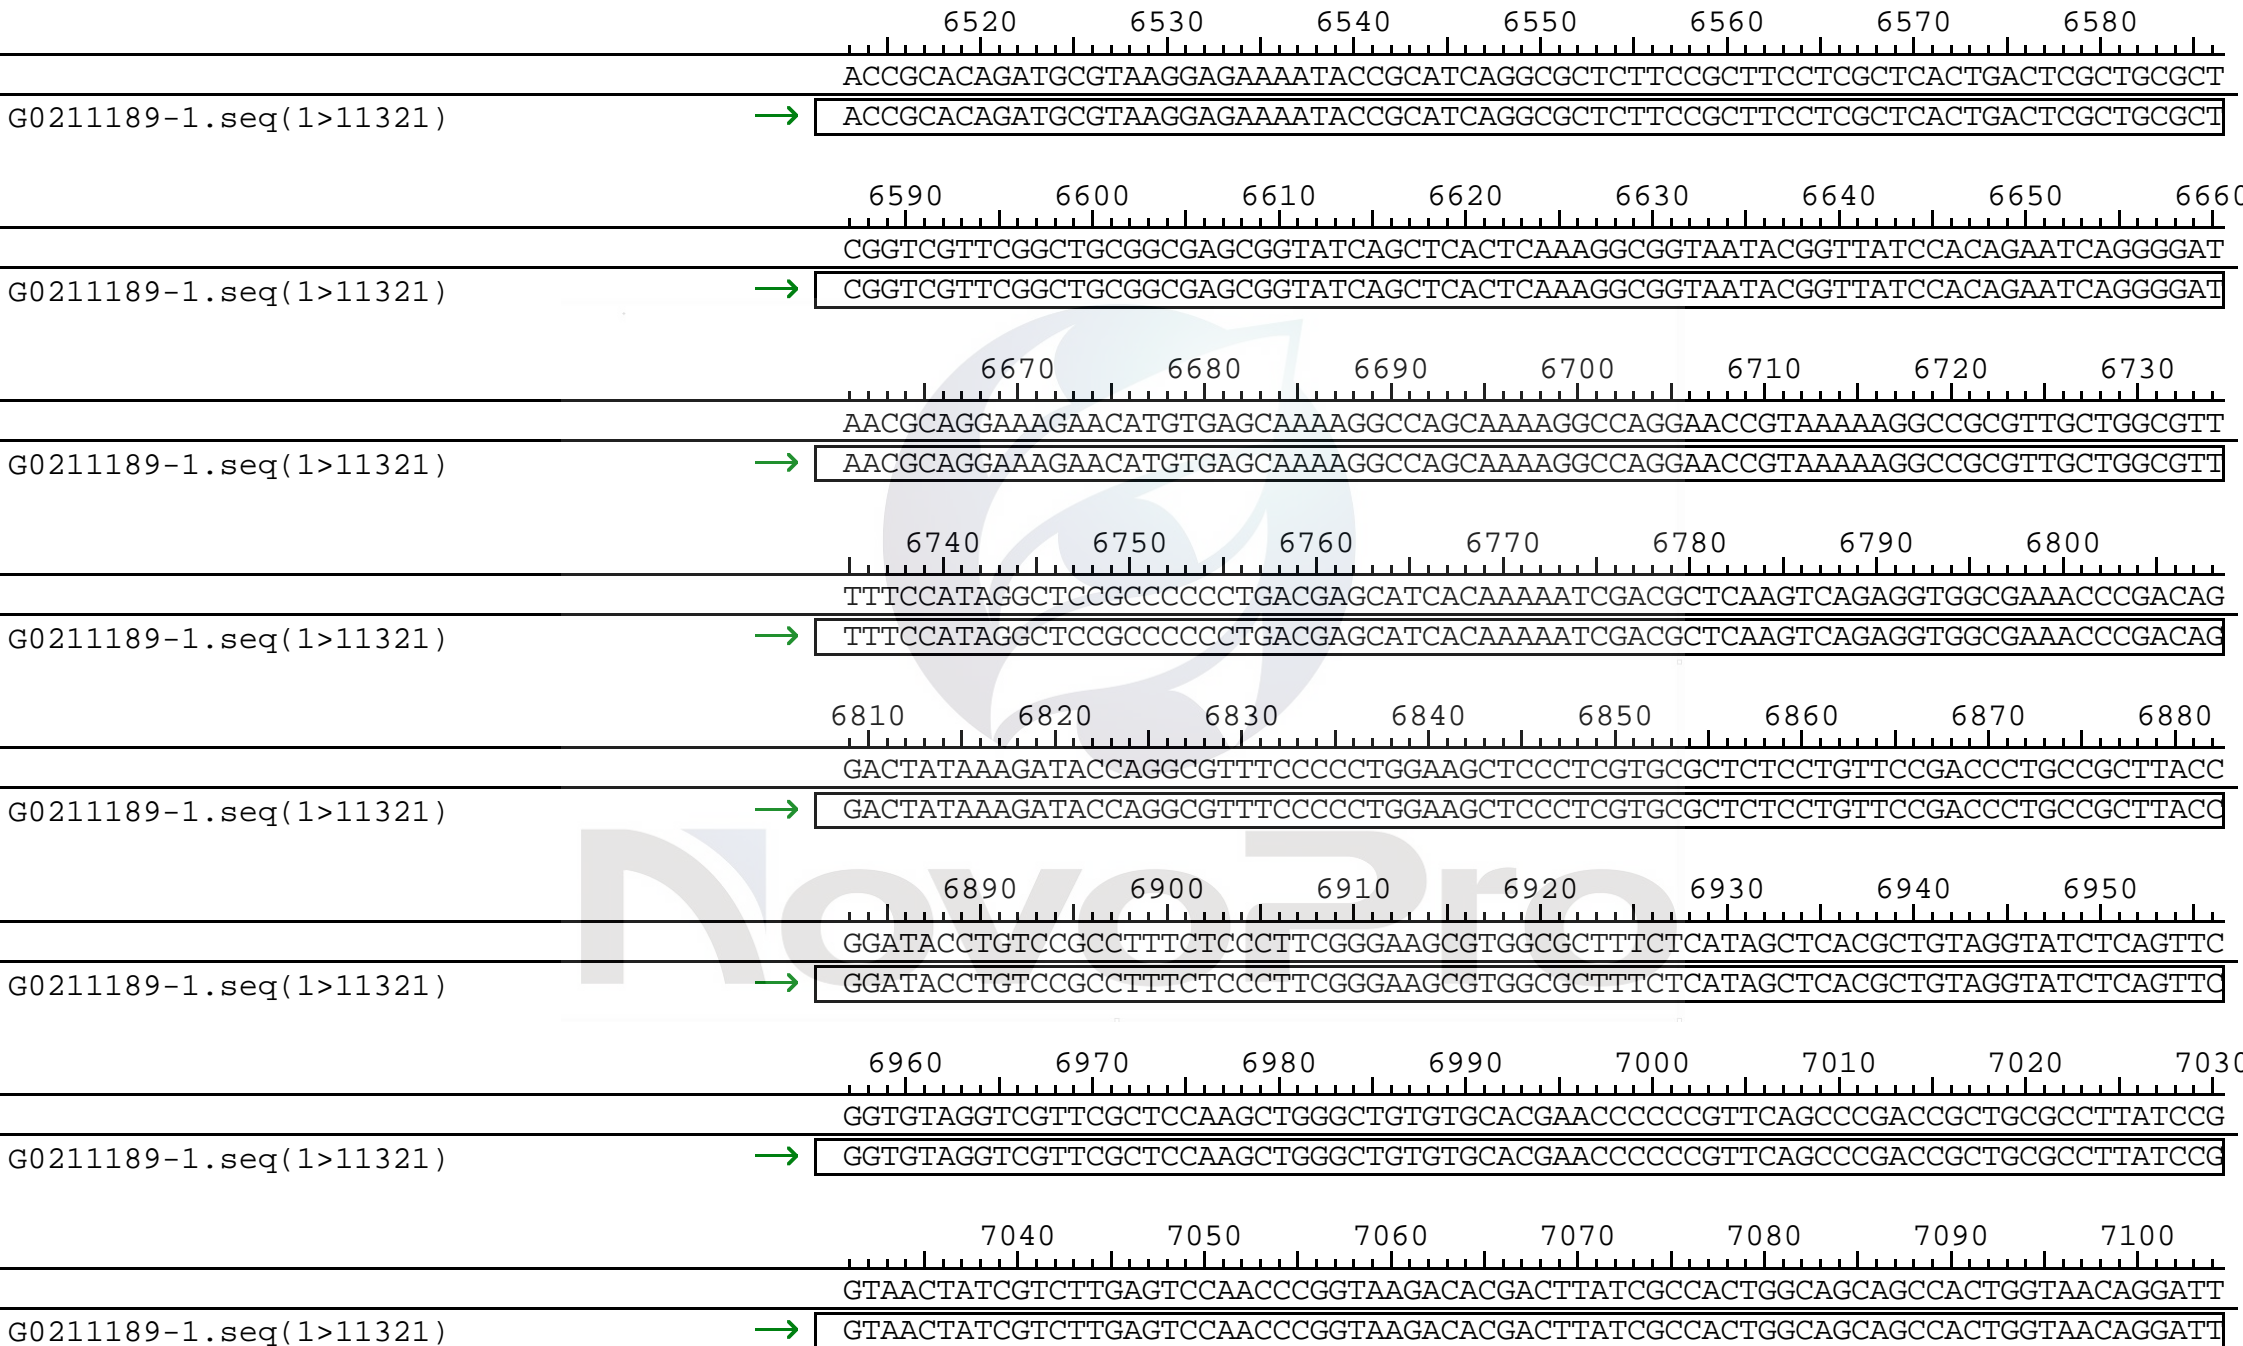 6520 6530 6540 6550 6560 6570 6580
ACCGCACAGATGCGTAAGGAGAAAATACCGCATCAGGCGCTCTTCCGCTTCCTCGCTCACTGACTCGCTGCGCT
G0211189-1.seq(1>11321) → ACCGCACAGATGCGTAAGGAGAAAATACCGCATCAGGCGCTCTTCCGCTTCCTCGCTCACTGACTCGCTGCGCT
6590 6600 6610 6620 6630 6640 6650 6660
CGGTCGTTCGGCTGCGGCGAGCGGTATCAGCTCACTCAAAGGCGGTAATACGGTTATCCACAGAATCAGGGGAT
G0211189-1.seq(1>11321) → CGGTCGTTCGGCTGCGGCGAGCGGTATCAGCTCACTCAAAGGCGGTAATACGGTTATCCACAGAATCAGGGGAT
6670 6680 6690 6700 6710 6720 6730
AACGCAGGAAAGAACATGTGAGCAAAAGGCCAGCAAAAGGCCAGGAACCGTAAAAAGGCCGCGTTGCTGGCGTT
G0211189-1.seq(1>11321) → AACGCAGGAAAGAACATGTGAGCAAAAGGCCAGCAAAAGGCCAGGAACCGTAAAAAGGCCGCGTTGCTGGCGTT
6740 6750 6760 6770 6780 6790 6800
TTTCCATAGGCTCCGCCCCCCTGACGAGCATCACAAAAATCGACGCTCAAGTCAGAGGTGGCGAAACCCGACAG
G0211189-1.seq(1>11321) → TTTCCATAGGCTCCGCCCCCCTGACGAGCATCACAAAAATCGACGCTCAAGTCAGAGGTGGCGAAACCCGACAG
6810 6820 6830 6840 6850 6860 6870 6880
GACTATAAAGATACCAGGCGTTTCCCCCTGGAAGCTCCCTCGTGCGCTCTCCTGTTCCGACCCTGCCGCTTACC
G0211189-1.seq(1>11321) → GACTATAAAGATACCAGGCGTTTCCCCCTGGAAGCTCCCTCGTGCGCTCTCCTGTTCCGACCCTGCCGCTTACC
NovoPro
6890 6900 6910 6920 6930 6940 6950
GGATACCTGTCCGCCTTTCTCCCTTCGGGAAGCGTGGCGCTTTCTCATAGCTCACGCTGTAGGTATCTCAGTTC
G0211189-1.seq(1>11321) → GGATACCTGTCCGCCTTTCTCCCTTCGGGAAGCGTGGCGCTTTCTCATAGCTCACGCTGTAGGTATCTCAGTTC
6960 6970 6980 6990 7000 7010 7020 7030
GGTGTAGGTCGTTCGCTCCAAGCTGGGCTGTGTGCACGAACCCCCCGTTCAGCCCGACCGCTGCGCCTTATCCG
G0211189-1.seq(1>11321) → GGTGTAGGTCGTTCGCTCCAAGCTGGGCTGTGTGCACGAACCCCCCGTTCAGCCCGACCGCTGCGCCTTATCCG
7040 7050 7060 7070 7080 7090 7100
GTAACTATCGTCTTGAGTCCAACCCGGTAAGACACGACTTATCGCCACTGGCAGCAGCCACTGGTAACAGGATT
G0211189-1.seq(1>11321) → GTAACTATCGTCTTGAGTCCAACCCGGTAAGACACGACTTATCGCCACTGGCAGCAGCCACTGGTAACAGGATT